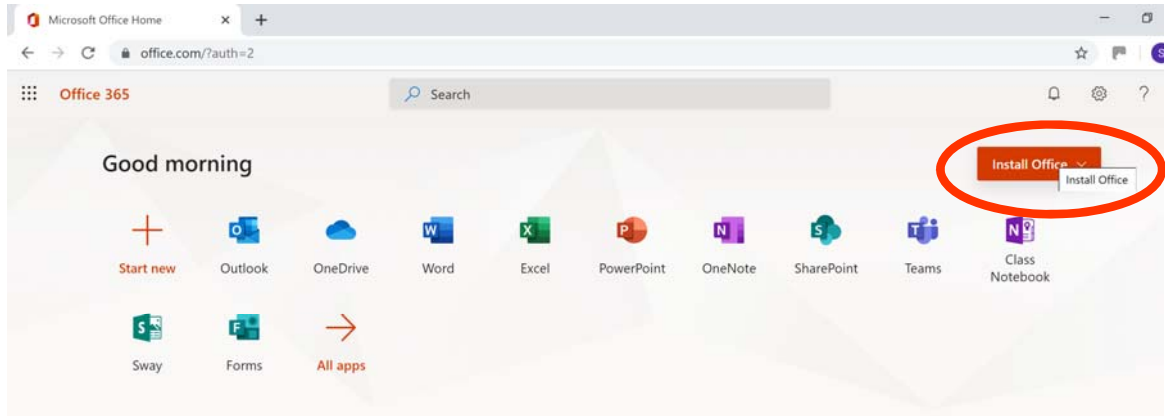 Microsoft Office Home
office.com/?auth=2
S
Office 365
Search
?
Good morning
Install Office
Install Office
Start new
Outlook
OneDrive
Word
Excel
PowerPoint
OneNote
SharePoint
Teams
Class
Notebook
Sway
Forms
All apps